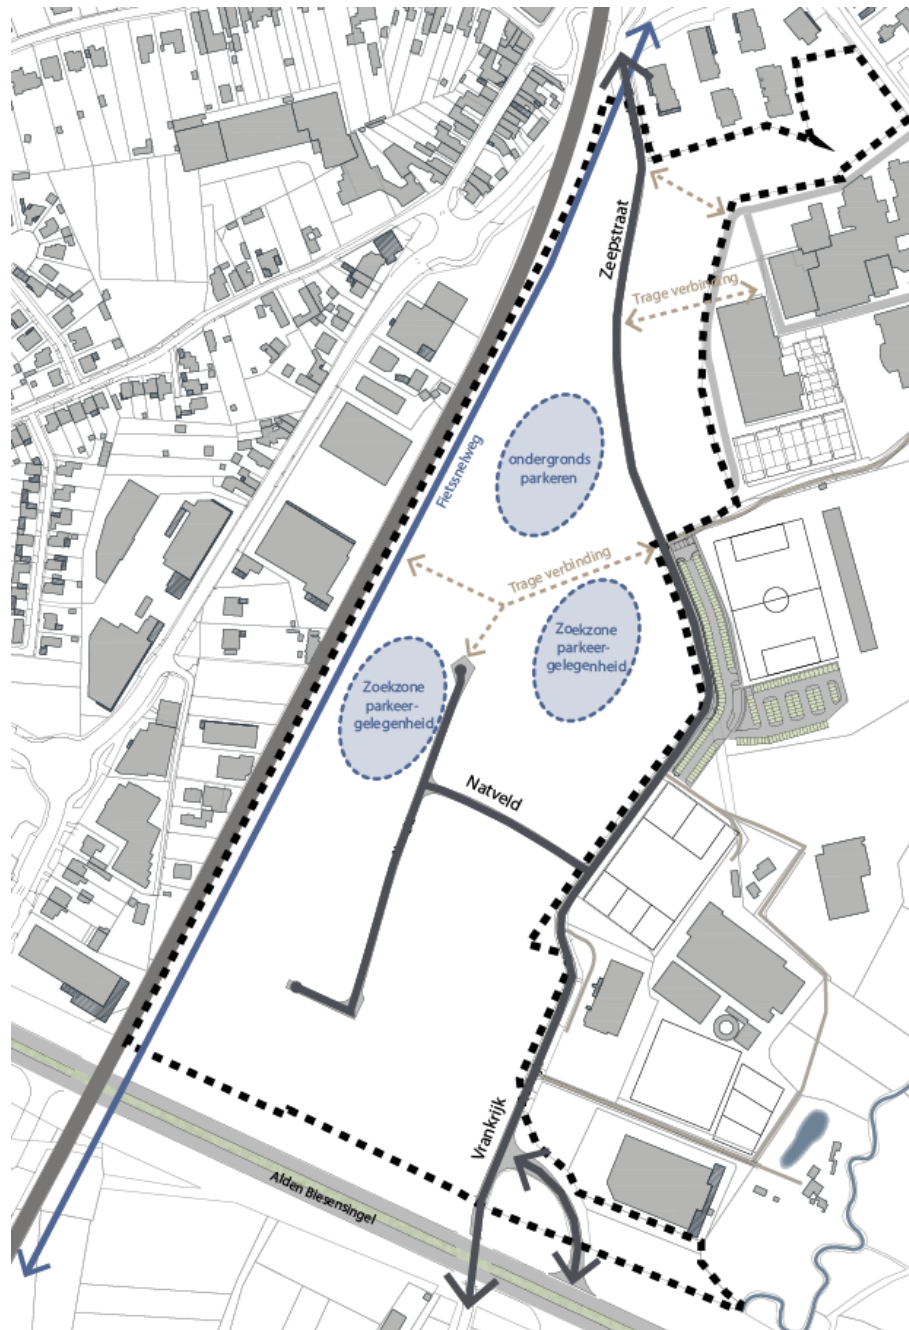 Zeepstraat
Trage verbinding
Fietssnelweg
ondergronds
parkeren
Trage verbinding
Zoekzone
parkeer-
gelegenheid
Zoekzone
parkeer-
gelegenheid
Natveld
Vrankrijk
Alden Biesensingel